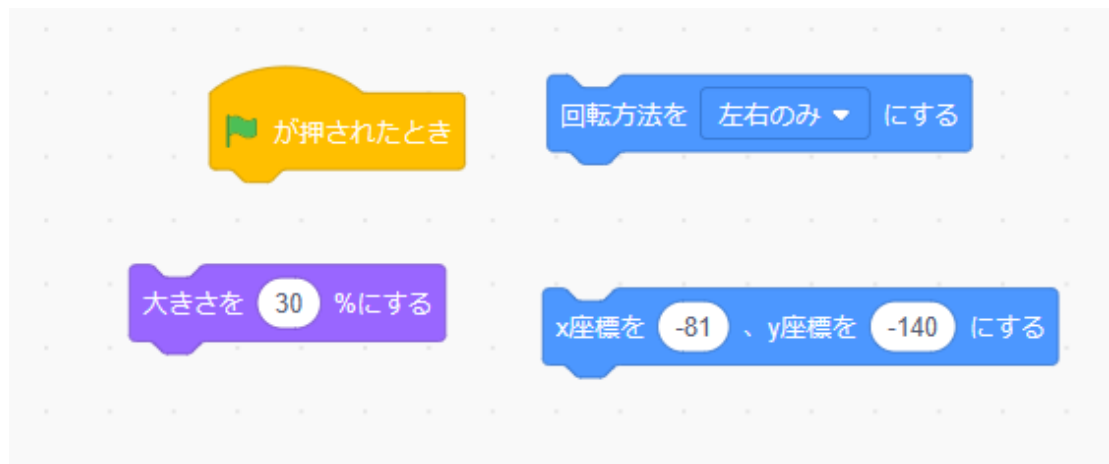 が押されたとき
回転方法を 左右のみ にする
大きさを 30 %にする
x座標を -81 、y座標を -140 にする